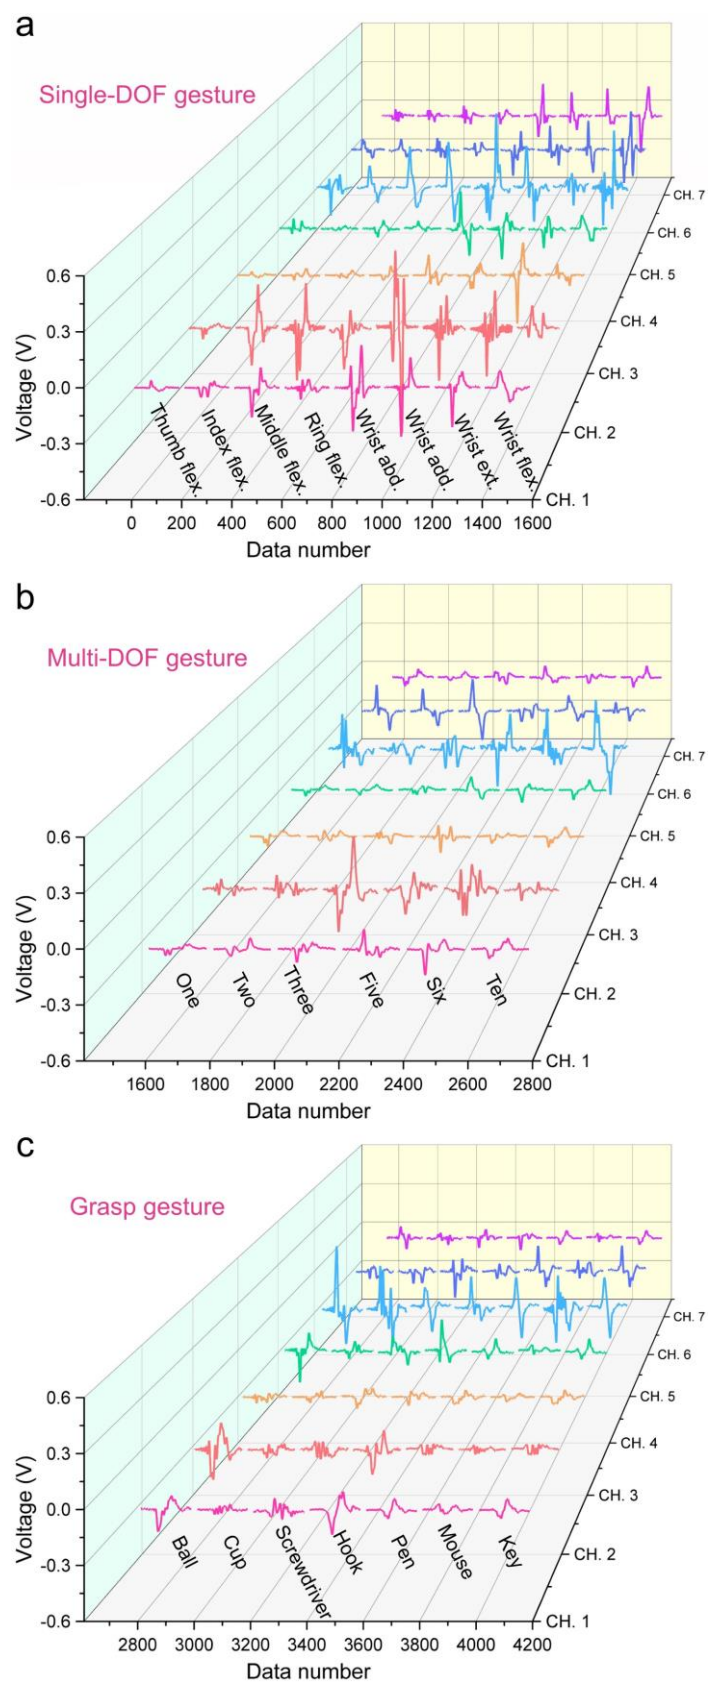 a
Single-DOF gesture
0.6
0.3
0.0
-0.3
-0.6
Voltage (V)
Thumb flex.
Index flex.
Middle flex.
Ring flex.
Wrist abd.
Wrist add.
Wrist ext.
Wrist flex.
CH. 7
CH. 6
CH. 5
CH. 4
CH. 3
CH. 2
CH. 1
0 200 400 600 800 1000 1200 1400 1600
Data number
b
Multi-DOF gesture
0.6
0.3
0.0
-0.3
-0.6
Voltage (V)
One
Two
Three
Five
Six
Ten
CH. 7
CH. 6
CH. 5
CH. 4
CH. 3
CH. 2
CH. 1
1600 1800 2000 2200 2400 2600 2800
Data number
c
Grasp gesture
0.6
0.3
0.0
-0.3
-0.6
Voltage (V)
Ball
Cup
Screwdriver
Hook
Pen
Mouse
Key
CH. 7
CH. 6
CH. 5
CH. 4
CH. 3
CH. 2
CH. 1
2800 3000 3200 3400 3600 3800 4000 4200
Data number